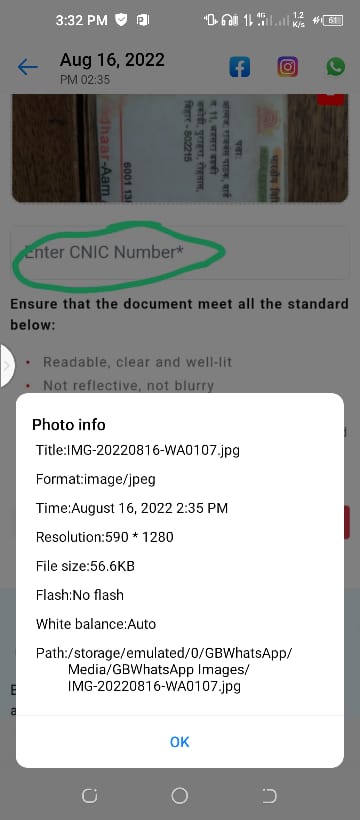 3:32 PM
4G
1.2
K/s
61
Aug 16, 2022
PM 02:35
6001
Enter CNIC Number*
Ensure that the document meet all the standard
below:
• Readable, clear and well-lit
• Not reflective, not blurry
Photo info
Title:IMG-20220816-WA0107.jpg
Format:image/jpeg
Time:August 16, 2022 2:35 PM
Resolution:590 * 1280
File size:56.6KB
Flash:No flash
White balance:Auto
Path:/storage/emulated/0/GBWhatsApp/
Media/GBWhatsApp Images/
IMG-20220816-WA0107.jpg
OK